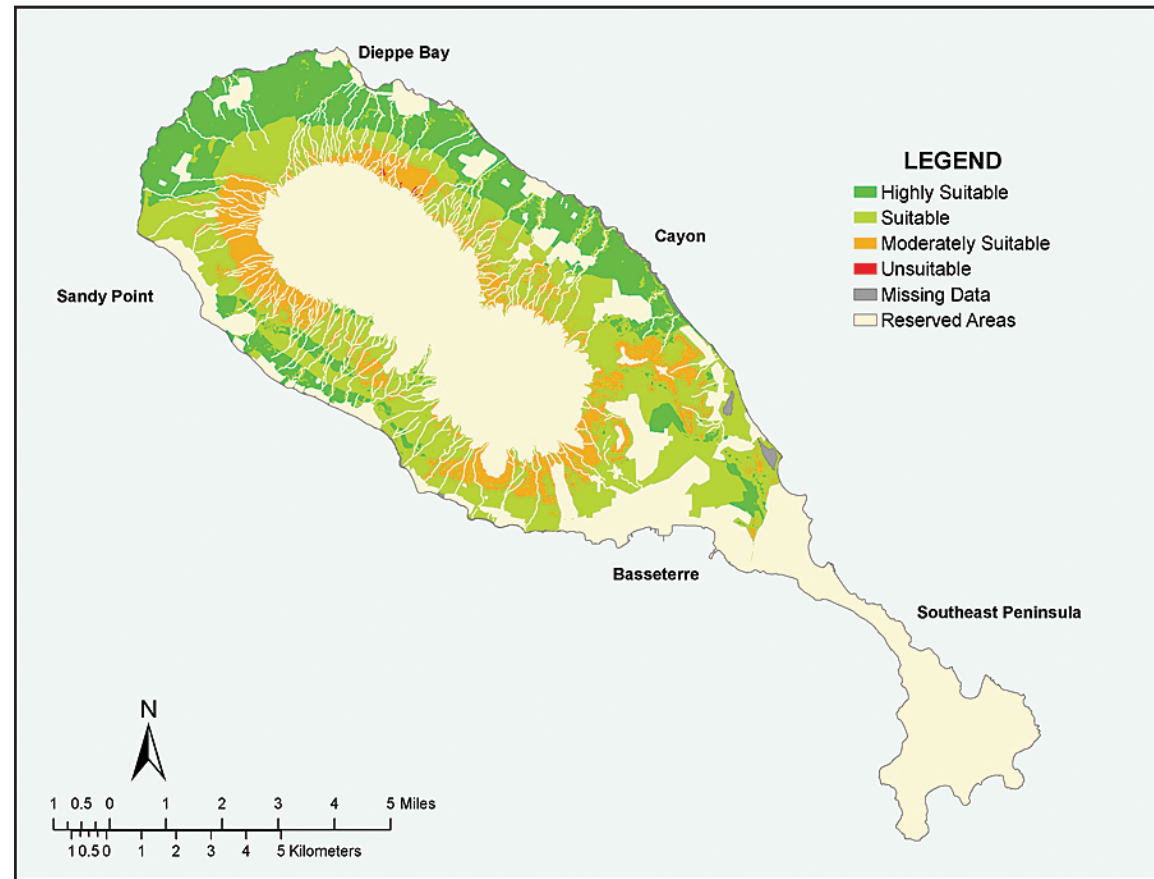 Dieppe Bay
LEGEND
Highly Suitable
Suitable
Moderately Suitable
Unsuitable
Missing Data
Reserved Areas
Cayon
Sandy Point
Basseterre
Southeast Peninsula
N
1 0.5 0 1 2 3 4 5 Miles
1 0.5 0 1 2 3 4 5 Kilometers